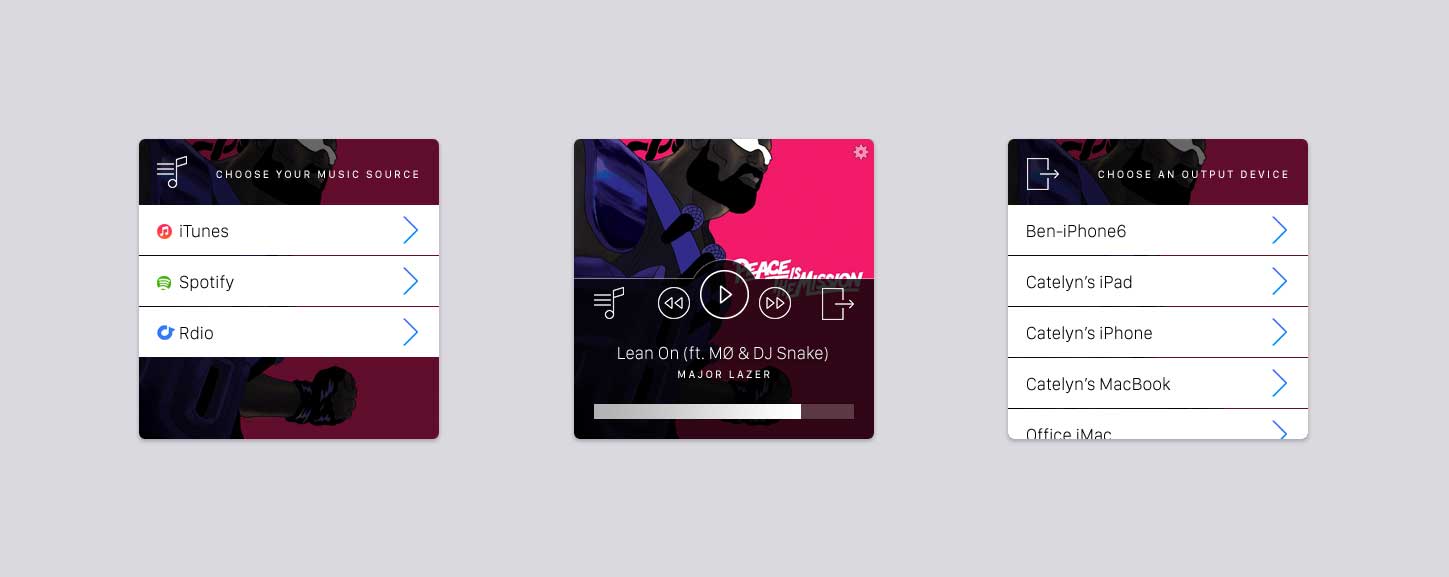 CHOOSE YOUR MUSIC SOURCE
iTunes
Spotify
Rdio
PEACE IS
THE MISSION
Lean On (ft. MØ & DJ Snake)
MAJOR LAZER
CHOOSE AN OUTPUT DEVICE
Ben-iPhone6
Catelyn’s iPad
Catelyn’s iPhone
Catelyn’s MacBook
Office iMac